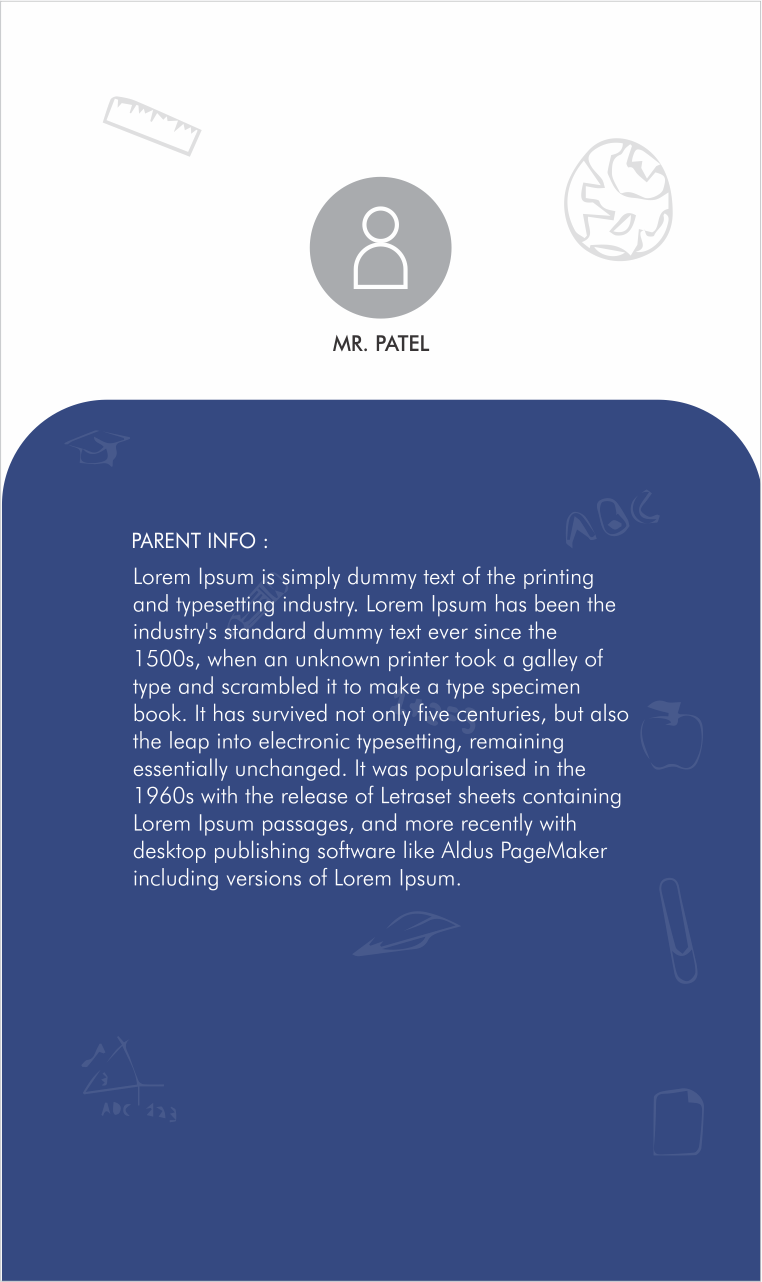 MR. PATEL
PARENT INFO :
Lorem Ipsum is simply dummy text of the printing
and typesetting industry. Lorem Ipsum has been the
industry's standard dummy text ever since the
1500s, when an unknown printer took a galley of
type and scrambled it to make a type specimen
book. It has survived not only five centuries, but also
the leap into electronic typesetting, remaining
essentially unchanged. It was popularised in the
1960s with the release of Letraset sheets containing
Lorem Ipsum passages, and more recently with
desktop publishing software like Aldus PageMaker
including versions of Lorem Ipsum.
ABC
ABC 123